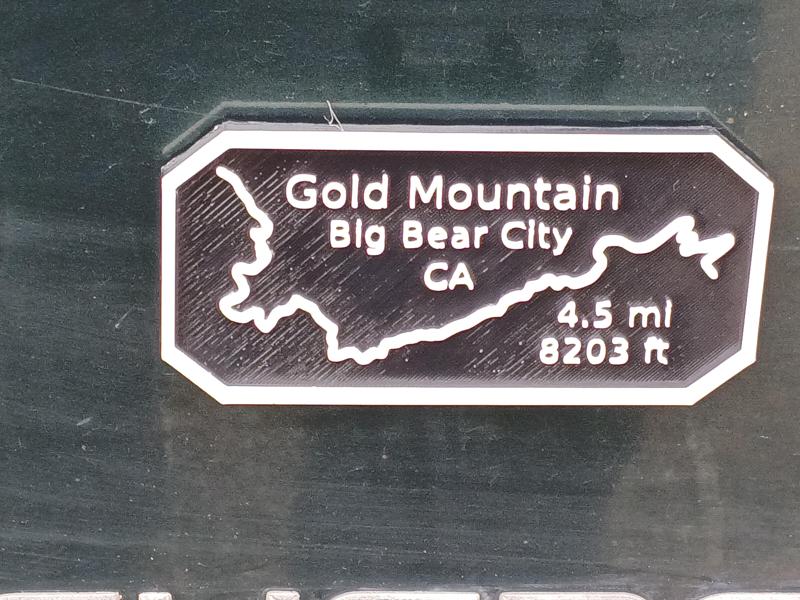 Gold Mountain
Big Bear City
CA
4.5 mi
8203 ft